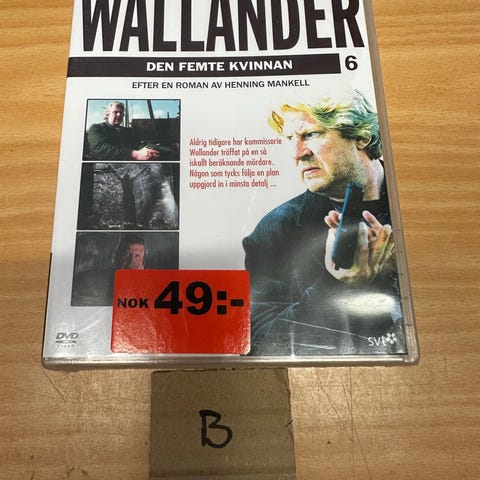 WALLANDER
DEN FEMTE KVINNAN
6
EFTER EN ROMAN AV HENNING MANKELL
Aldrig tidigare har kommissarie
Wallander träffat på en så
iskallt beräknande mördare.
Någon som tycks följa en plan
uppgjord in i minsta detalj ...
NOK 49:-
DVD
VIDEO
svt
B